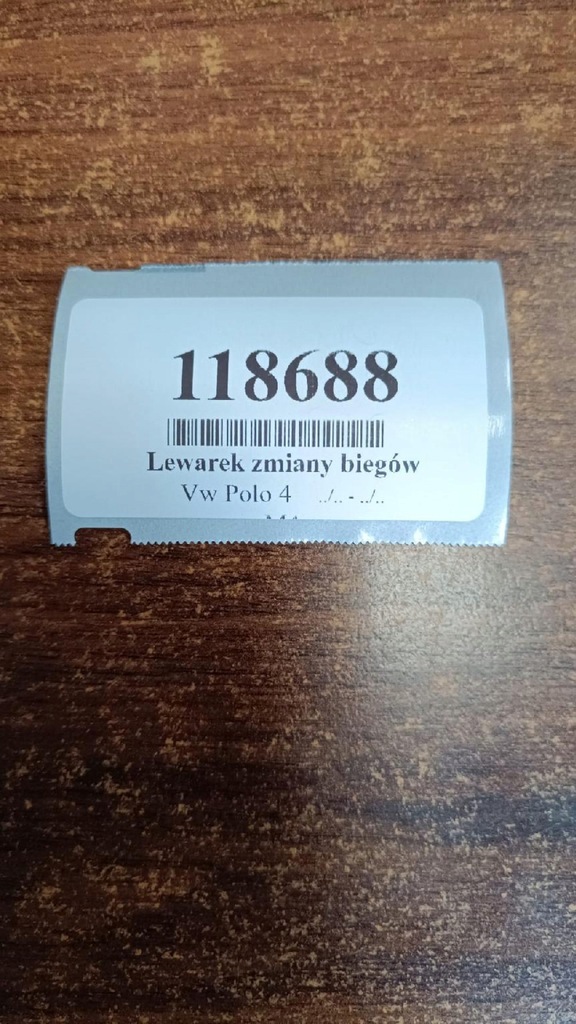 118688
Lewarek zmiany biegów
Vw Polo 4 ../.. - ../..